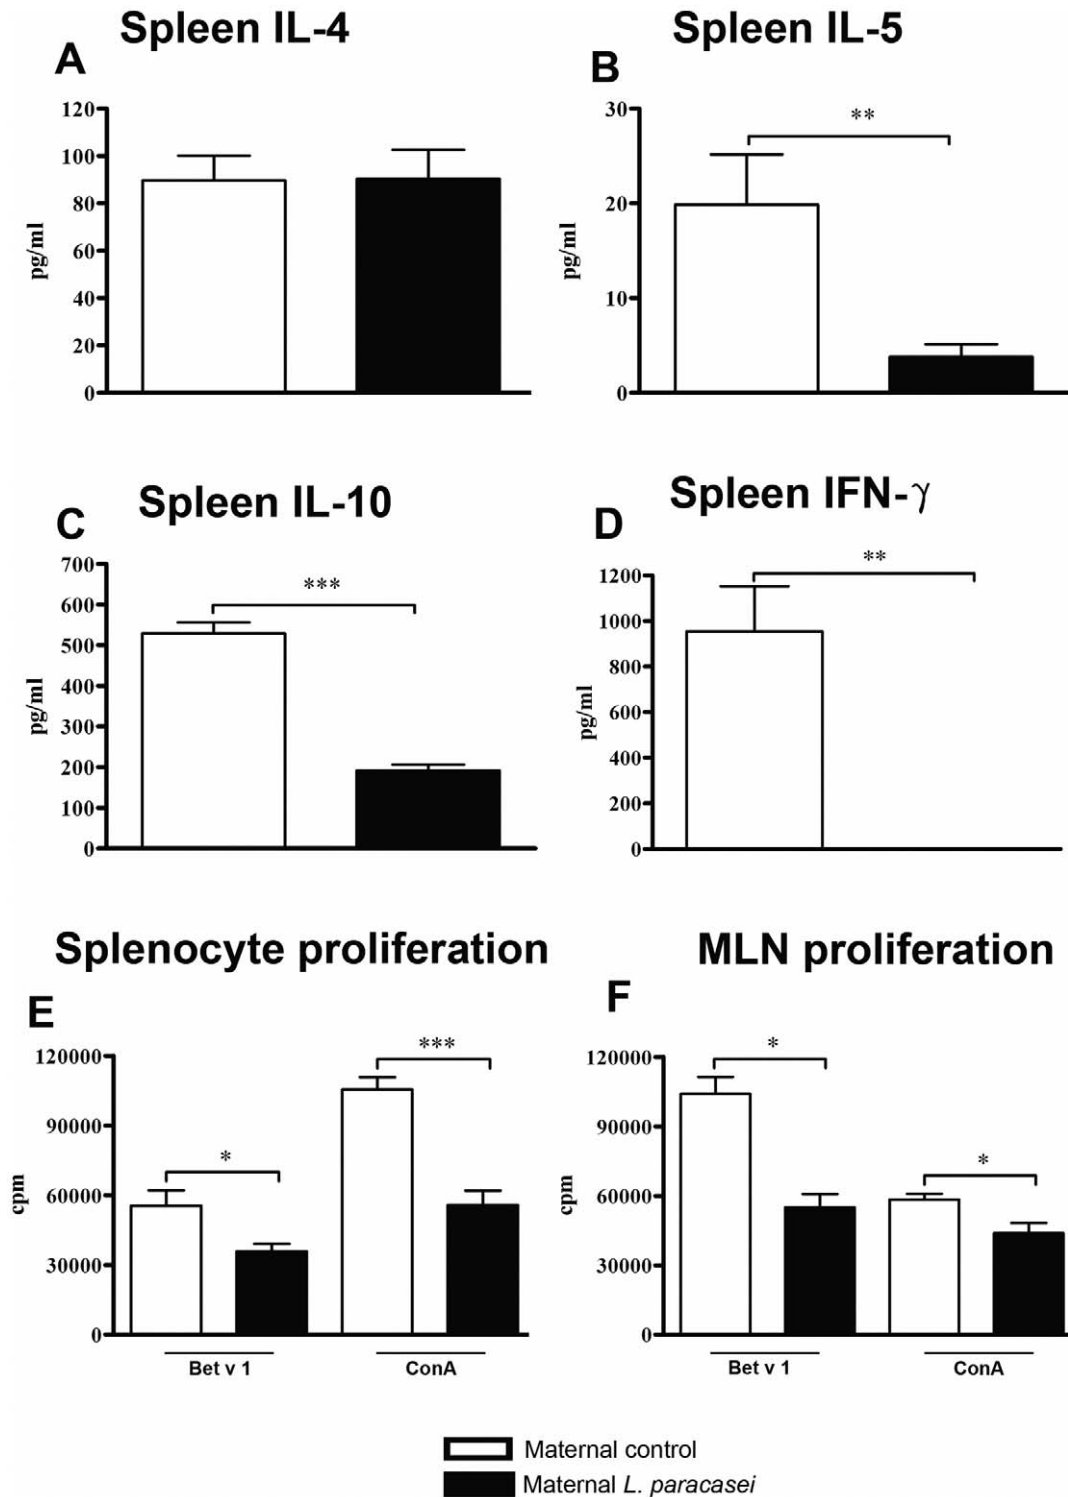 Spleen IL-4
Spleen IL-5
A
B
120
100
80
60
40
20
0
pg/ml
30
20
10
0
pg/ml
**
Spleen IL-10
Spleen IFN-γ
C
D
700
600
500
400
300
200
100
0
pg/ml
***
1200
1000
800
600
400
200
0
pg/ml
**
Splenocyte proliferation
MLN proliferation
E
F
120000
90000
60000
30000
0
cpm
*
***
Bet v 1
ConA
120000
90000
60000
30000
0
cpm
*
*
Bet v 1
ConA
Maternal control
Maternal L. paracasei